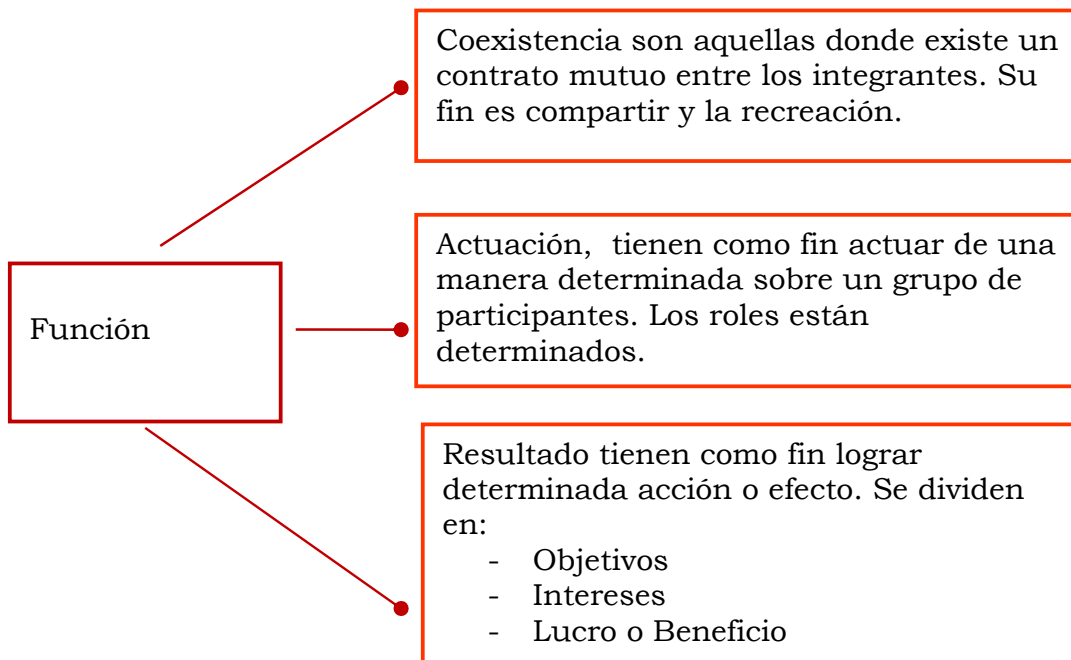 Coexistencia son aquellas donde existe un
contrato mutuo entre los integrantes. Su
fin es compartir y la recreación.
Función
Actuación,  tienen como fin actuar de una
manera determinada sobre un grupo de
participantes. Los roles están
determinados.
Resultado tienen como fin lograr
determinada acción o efecto. Se dividen
en:
- Objetivos
- Intereses
- Lucro o Beneficio